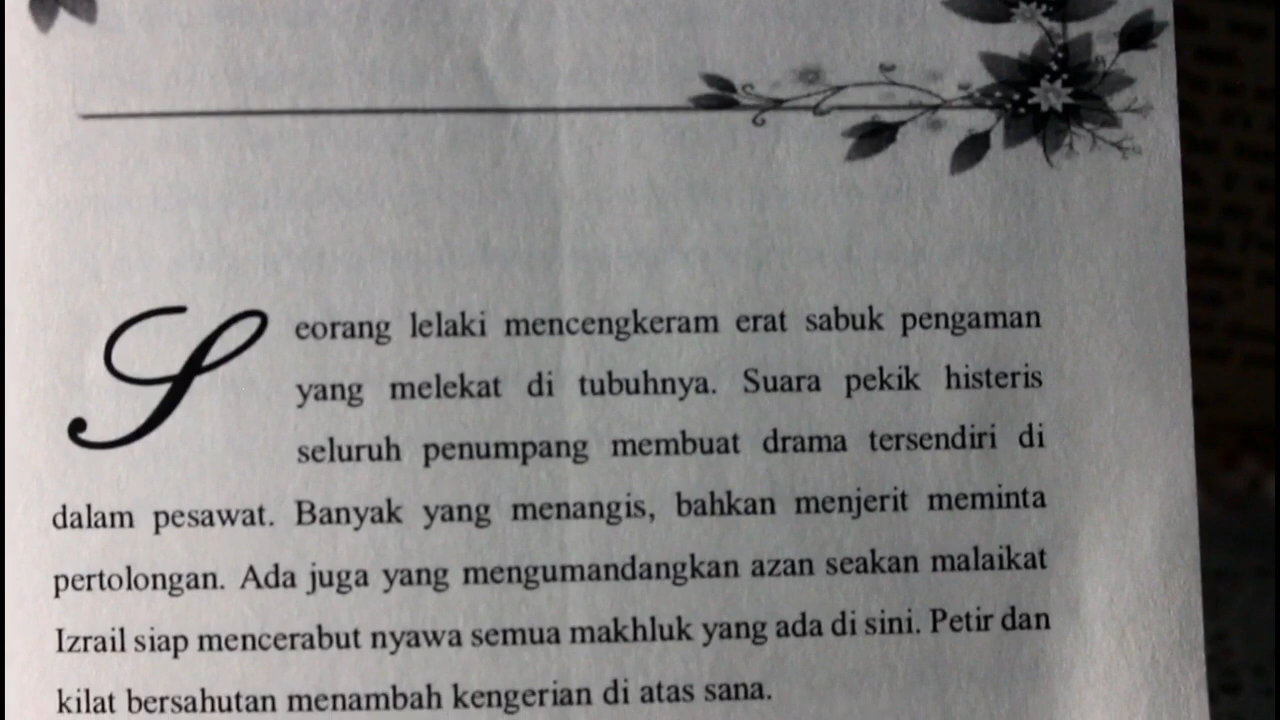 Seorang lelaki mencengkeram erat sabuk pengaman
yang melekat di tubuhnya. Suara pekik histeris
seluruh penumpang membuat drama tersendiri di
dalam pesawat. Banyak yang menangis, bahkan menjerit meminta
pertolongan. Ada juga yang mengumandangkan azan seakan malaikat
Izrail siap mencerabut nyawa semua makhluk yang ada di sini. Petir dan
kilat bersahutan menambah kengerian di atas sana.